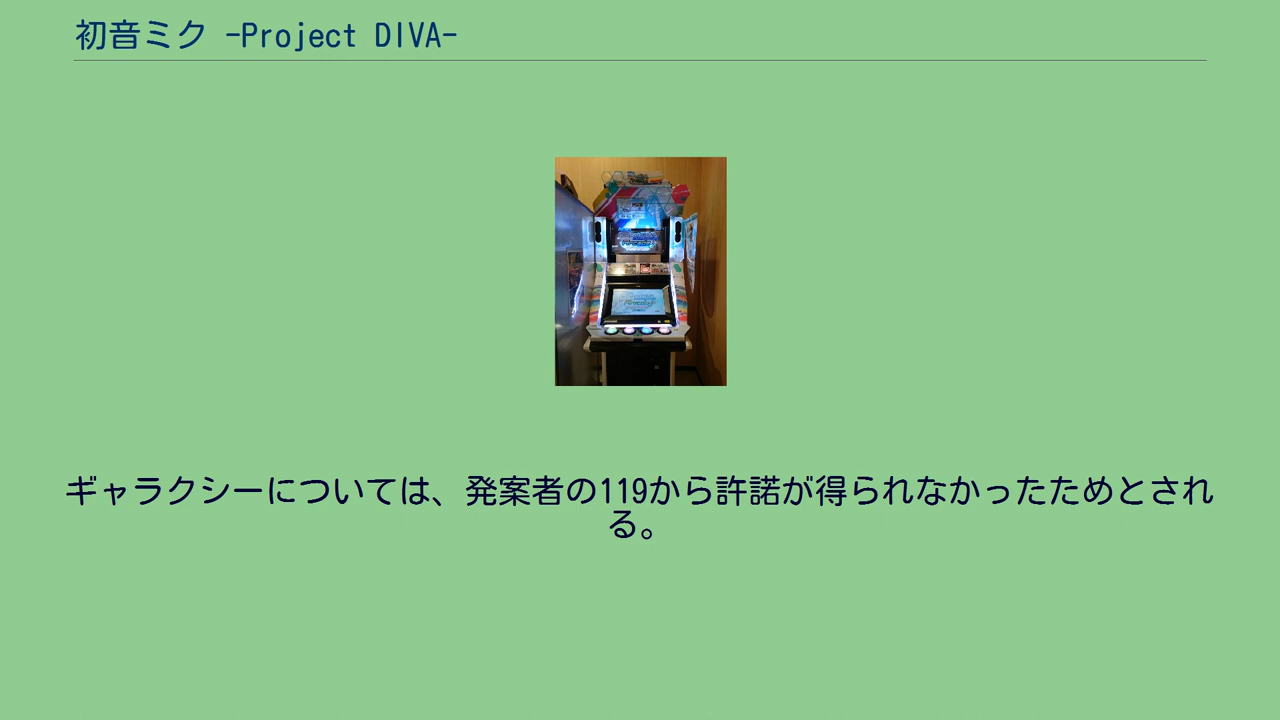 初音ミク -Project DIVA-
ギャラクシーについては、発案者の119から許諾が得られなかったためとされ
る。